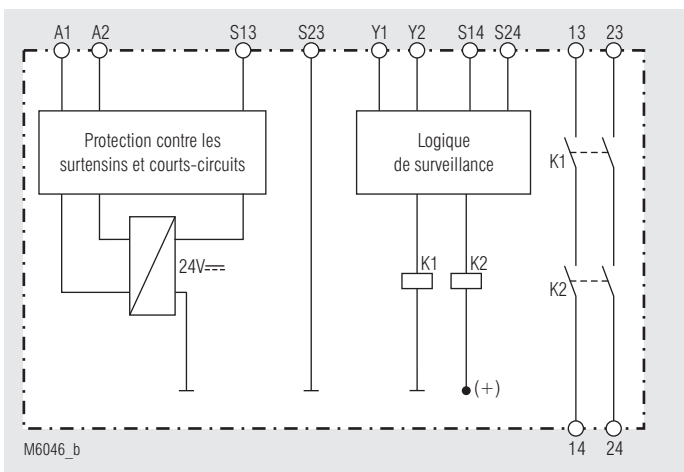 A1 A2 S13 S23 Y1 Y2 S14 S24 13 23
Protection contre les
surtensins et courts-circuits
Logique
de surveillance
K1
24V
K1 K2
K2
(+)
M6046_b
14 24